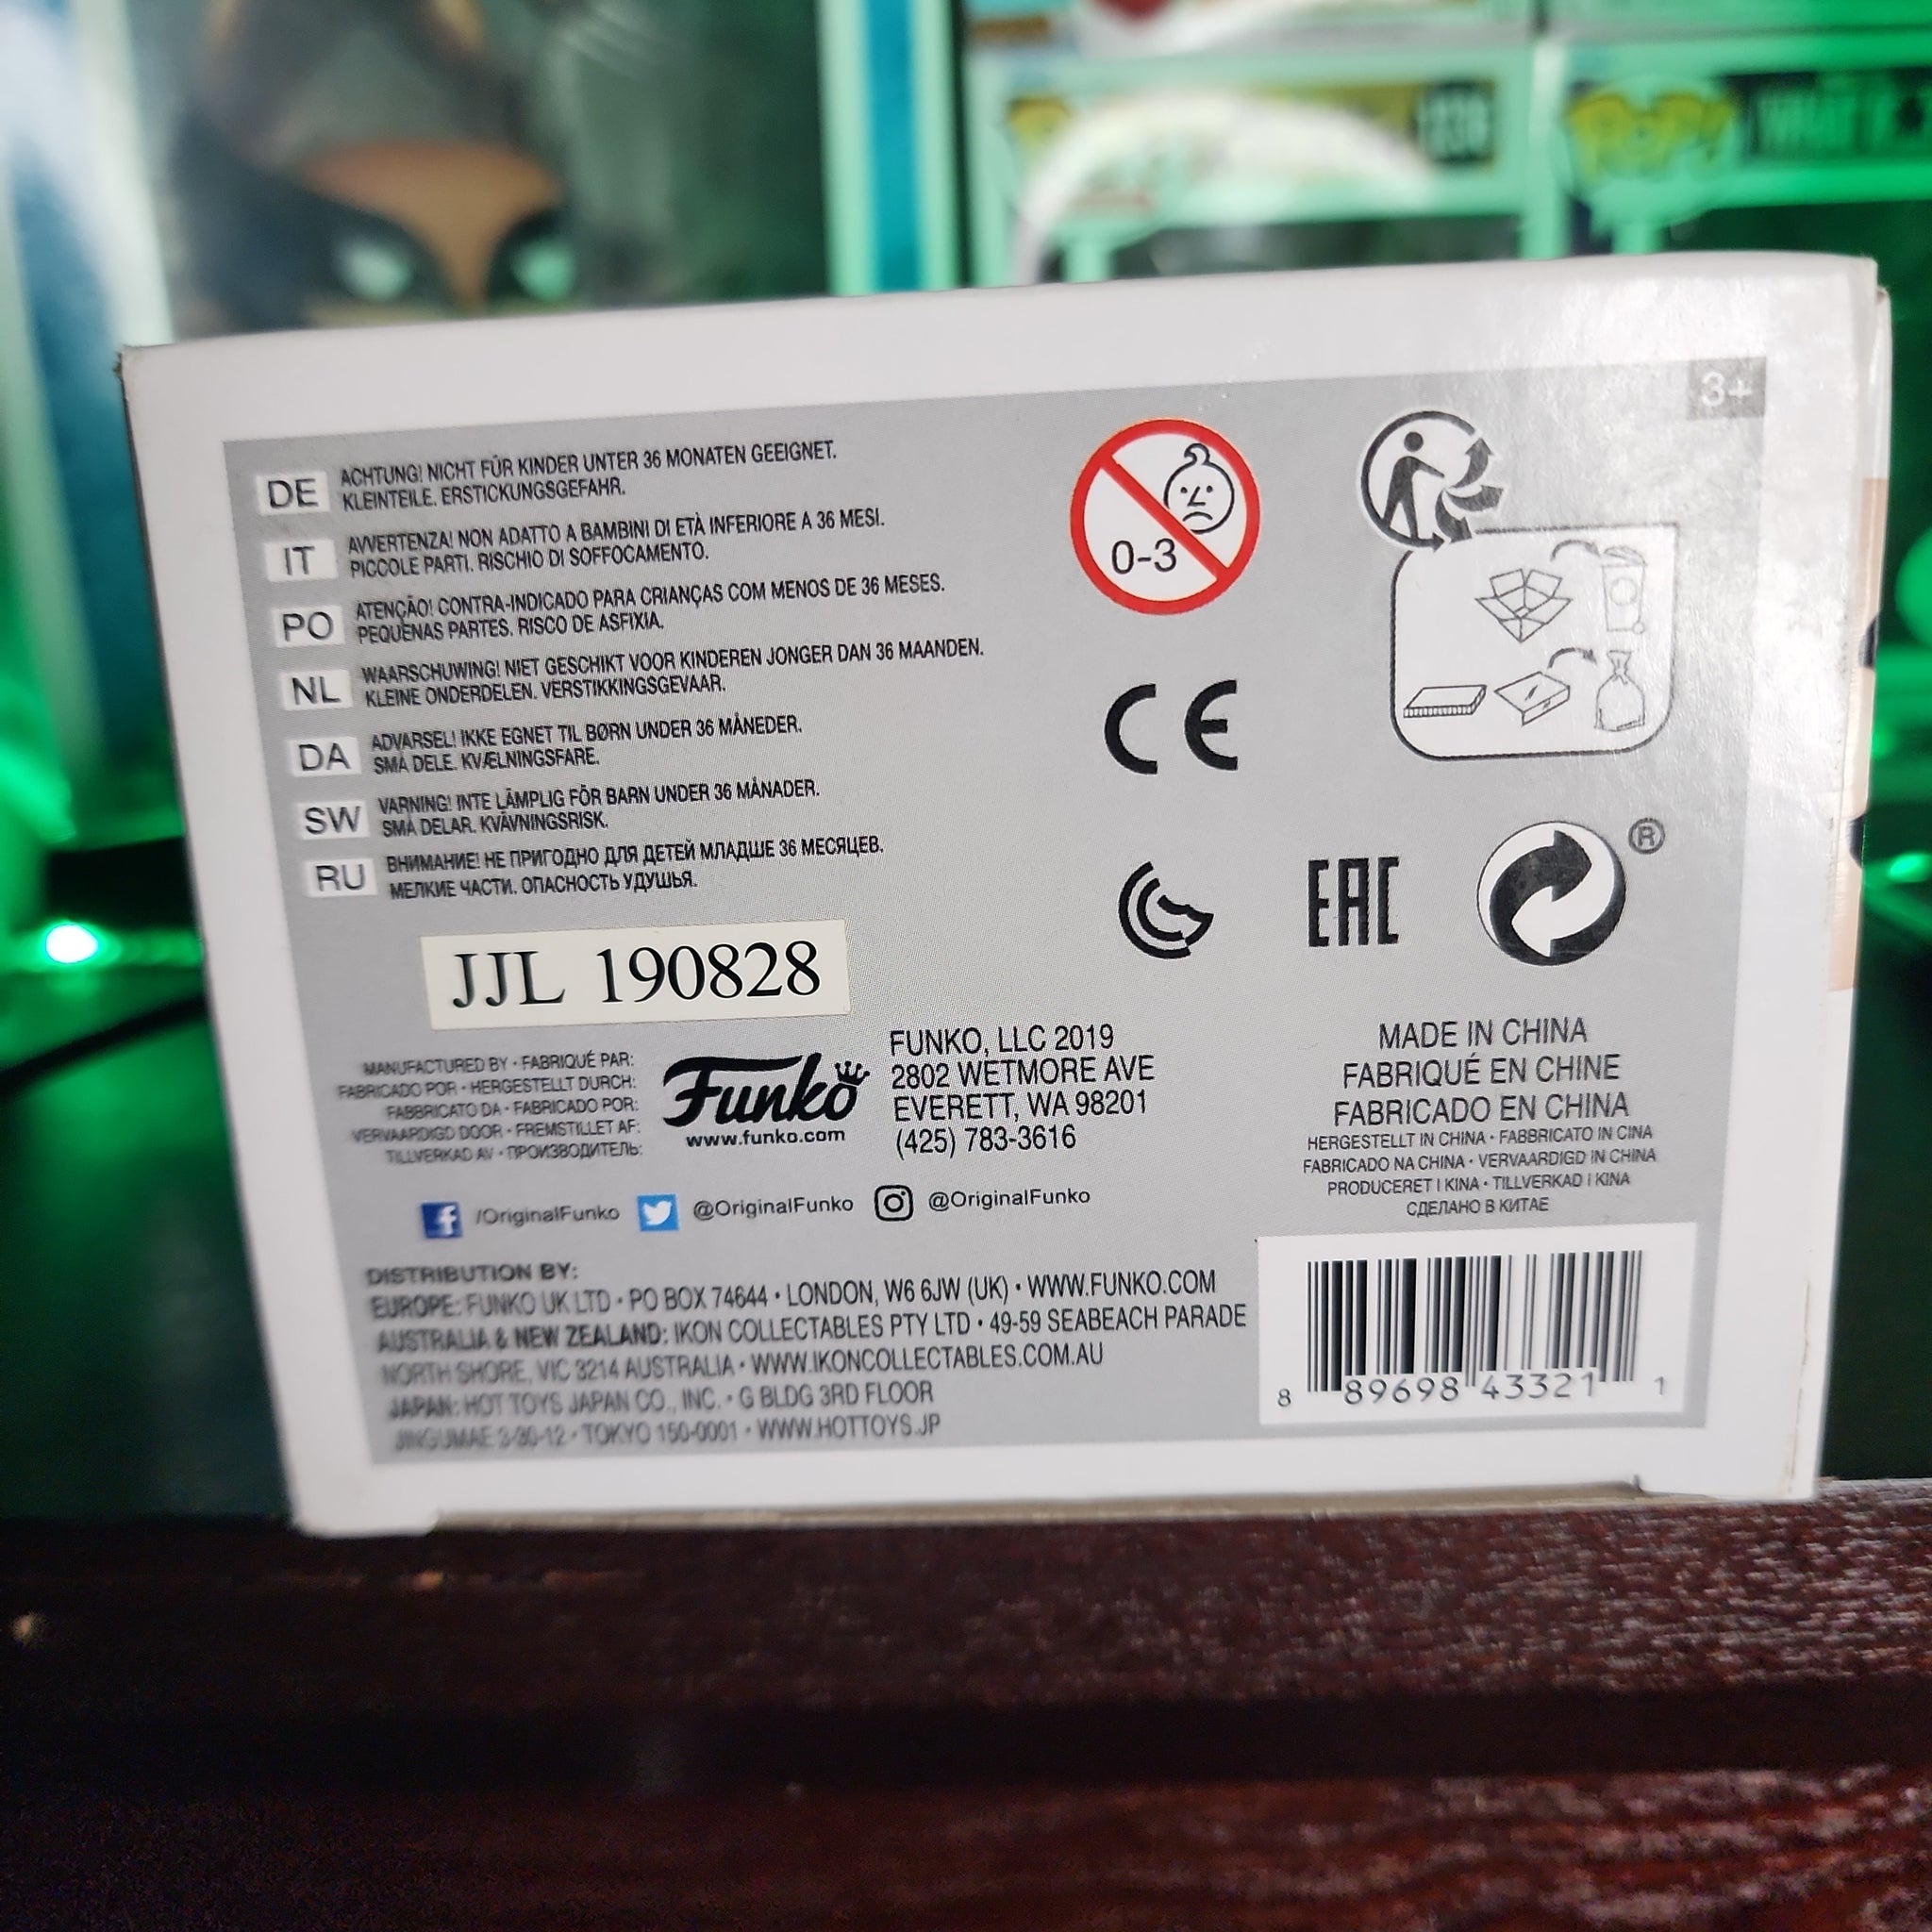 POP!
3+
DE
ACHTUNG! NICHT FÜR KINDER UNTER 36 MONATEN GEEIGNET.
KLEINTEILE. ERSTICKUNGSGEFAHR.
IT
AVVERTENZA! NON ADATTO A BAMBINI DI ETÀ INFERIORE A 36 MESI.
PICCOLE PARTI. RISCHIO DI SOFFOCAMENTO.
PO
ATENÇÃO! CONTRA-INDICADO PARA CRIANÇAS COM MENOS DE 36 MESES.
PEQUENAS PARTES. RISCO DE ASFIXIA.
NL
WAARSCHUWING! NIET GESCHIKT VOOR KINDEREN JONGER DAN 36 MAANDEN.
KLEINE ONDERDELEN. VERSTIKKINGSGEVAAR.
DA
ADVARSEL! IKKE EGNET TIL BØRN UNDER 36 MÅNEDER.
SMÅ DELE. KVÆLNINGSFARE.
SW
VARNING! INTE LÄMPLIG FÖR BARN UNDER 36 MÅNADER.
SMÅ DELAR. KVÄVNINGSRISK.
RU
ВНИМАНИЕ! НЕ ПРИГОДНО ДЛЯ ДЕТЕЙ МЛАДШЕ 36 МЕСЯЦЕВ.
МЕЛКИЕ ЧАСТИ. ОПАСНОСТЬ УДУШЬЯ.
0-3
CE
EAC
®
JJL 190828
MANUFACTURED BY · FABRIQUÉ PAR:
FABRICADO POR · HERGESTELLT DURCH:
FABBRICATO DA · FABRICADO POR:
VERVAARDIGD DOOR · FREMSTILLET AF:
TILLVERKAD AV · ПРОИЗВОДИТЕЛЬ:
Funko
www.funko.com
FUNKO, LLC 2019
2802 WETMORE AVE
EVERETT, WA 98201
(425) 783-3616
MADE IN CHINA
FABRIQUÉ EN CHINE
FABRICADO EN CHINA
HERGESTELLT IN CHINA · FABBRICATO IN CINA
FABRICADO NA CHINA · VERVAARDIGD IN CHINA
PRODUCERET I KINA · TILLVERKAD I KINA
СДЕЛАНО В КИТАЕ
/OriginalFunko @OriginalFunko @OriginalFunko
DISTRIBUTION BY:
EUROPE: FUNKO UK LTD · PO BOX 74644 · LONDON, W6 6JW (UK) · WWW.FUNKO.COM
AUSTRALIA & NEW ZEALAND: IKON COLLECTABLES PTY LTD · 49-59 SEABEACH PARADE
NORTH SHORE, VIC 3214 AUSTRALIA · WWW.IKONCOLLECTABLES.COM.AU
JAPAN: HOT TOYS JAPAN CO., INC. · G BLDG 3RD FLOOR
JINGUMAE 3-30-12 · TOKYO 150-0001 · WWW.HOTTOYS.JP
8 89698 43321 1